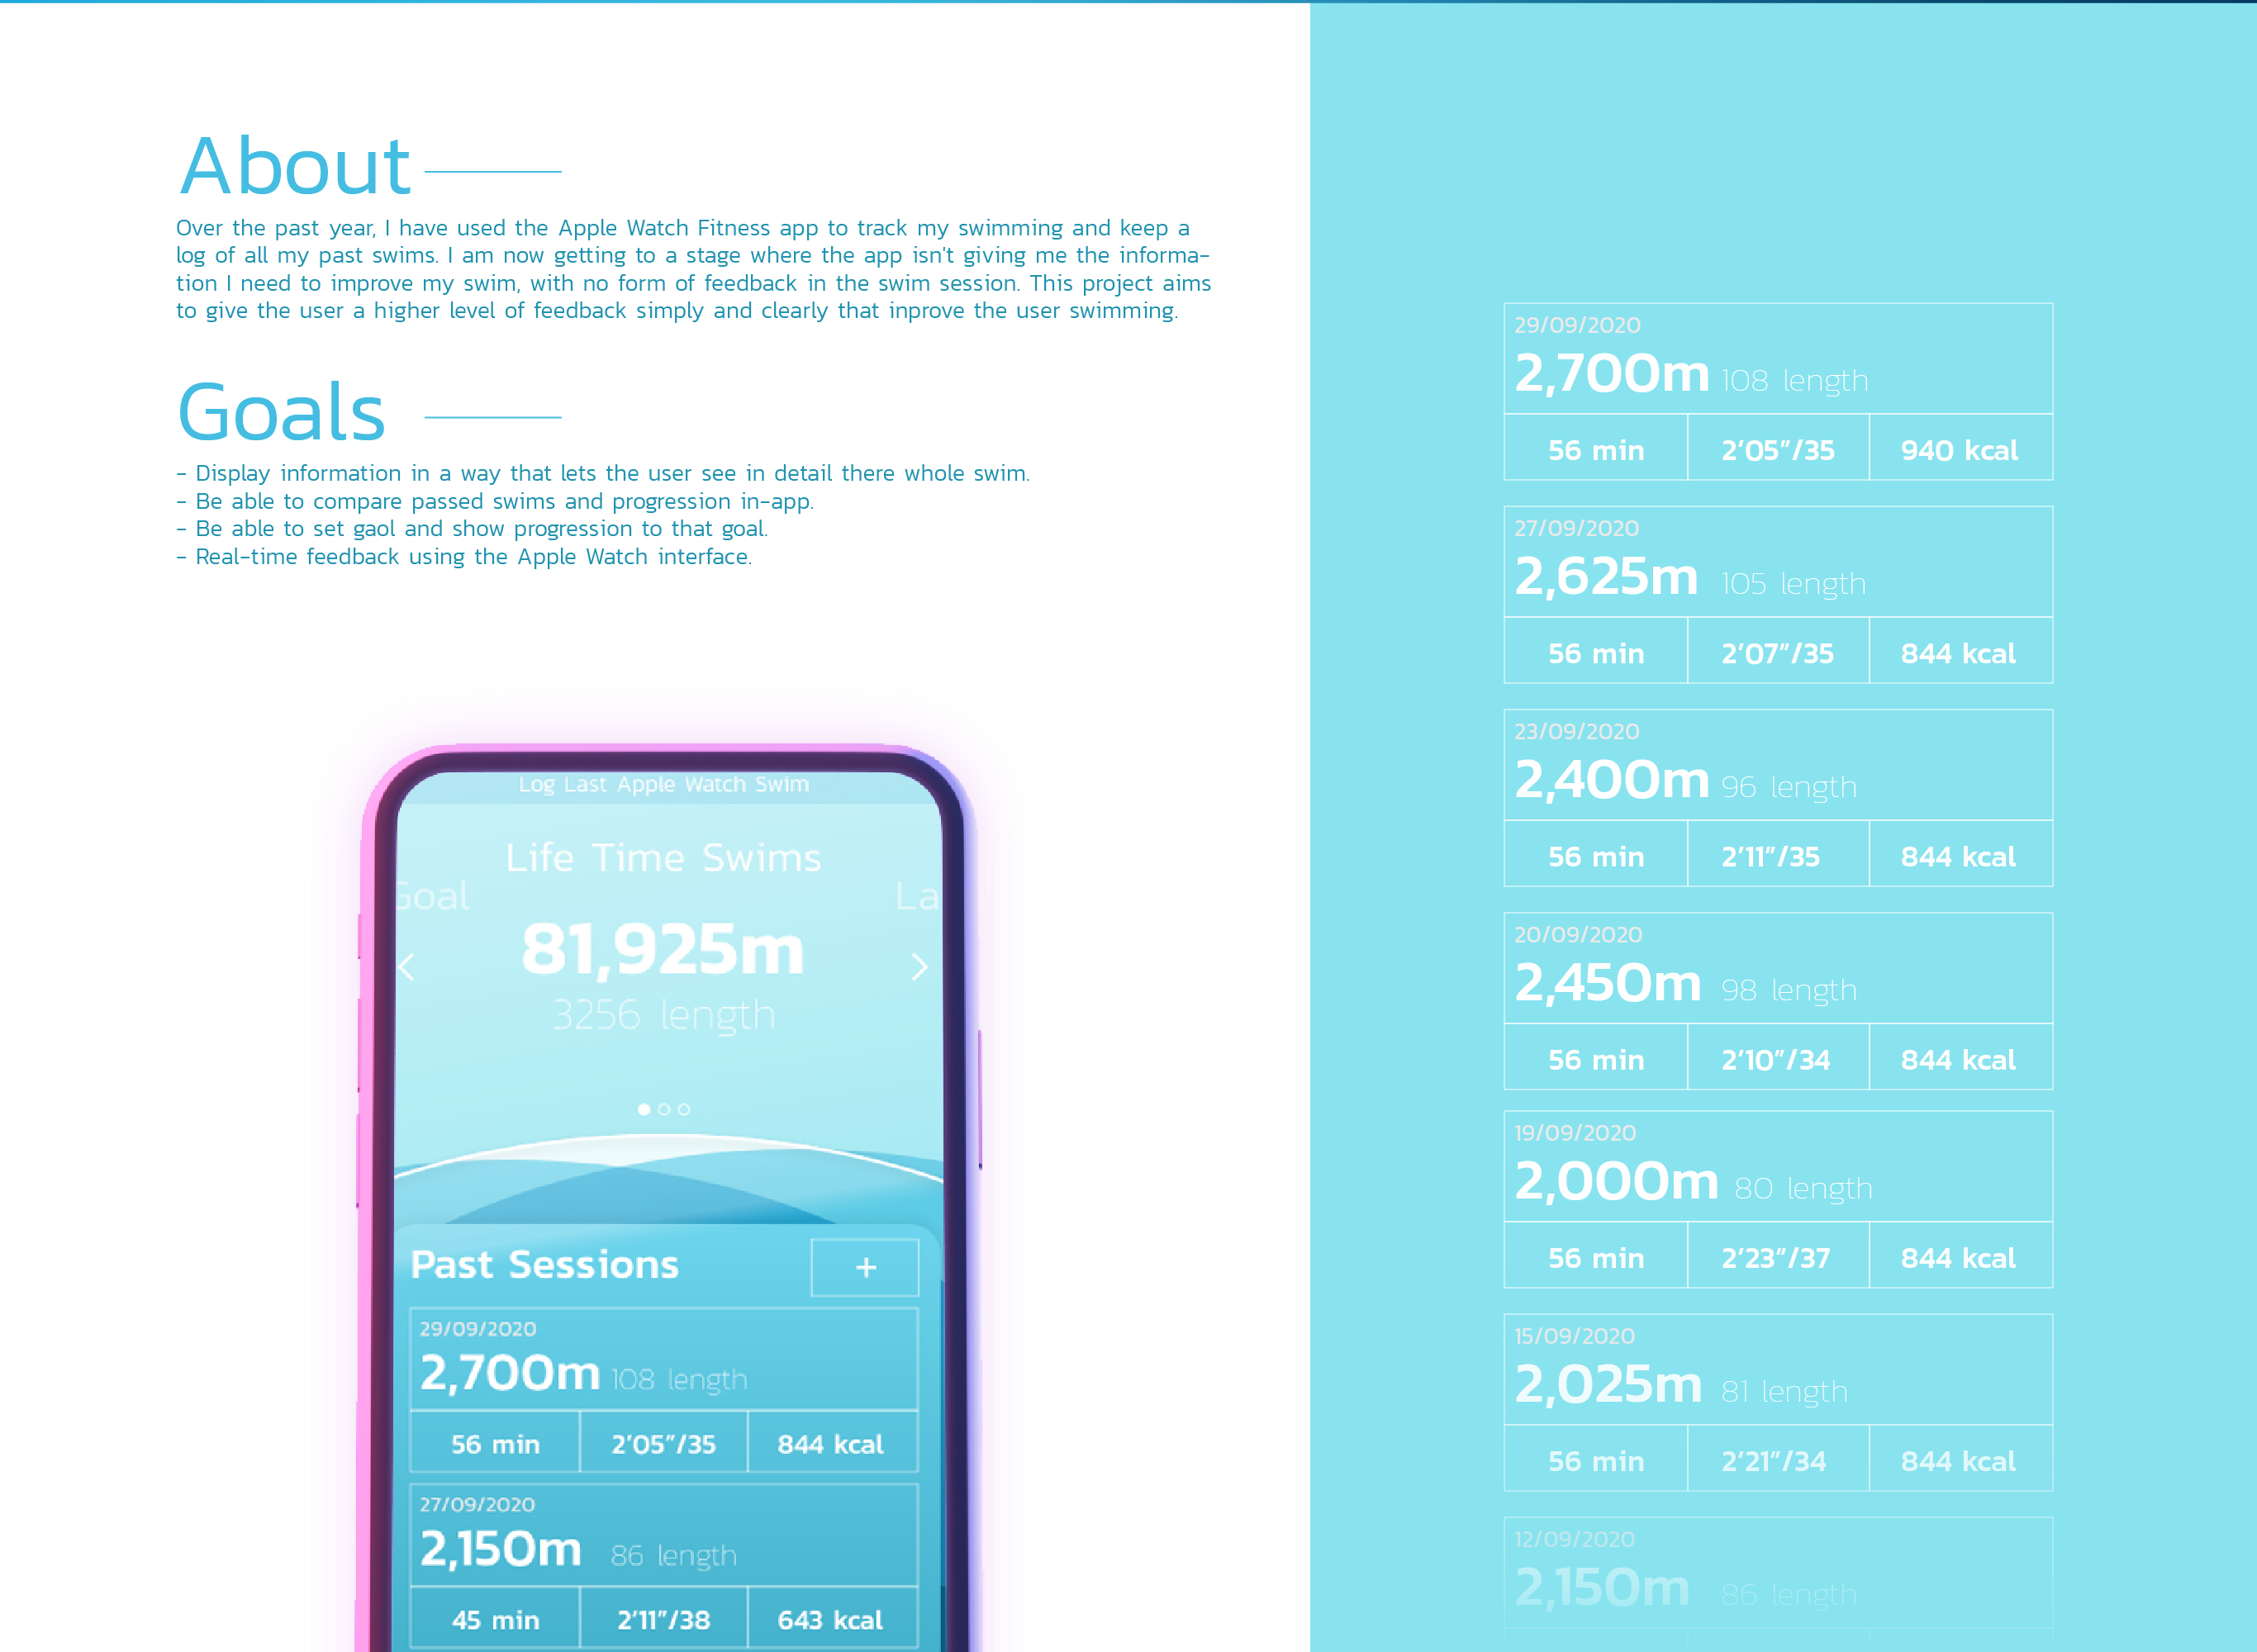 About
Over the past year, I have used the Apple Watch Fitness app to track my swimming and keep a
log of all my past swims. I am now getting to a stage where the app isn't giving me the informa-
tion I need to improve my swim, with no form of feedback in the swim session. This project aims
to give the user a higher level of feedback simply and clearly that inprove the user swimming.
Goals
- Display information in a way that lets the user see in detail there whole swim.
- Be able to compare passed swims and progression in-app.
- Be able to set gaol and show progression to that goal.
- Real-time feedback using the Apple Watch interface.
Log Last Apple Watch Swim
Life Time Swims
Goal
La
81,925m
3256 length
Past Sessions
+
29/09/2020
2,700m 108 length
56 min 2'05"/35 844 kcal
27/09/2020
2,150m 86 length
45 min 2'11"/38 643 kcal
29/09/2020
2,700m 108 length
56 min 2'05"/35 940 kcal
27/09/2020
2,625m 105 length
56 min 2'07"/35 844 kcal
23/09/2020
2,400m 96 length
56 min 2'11"/35 844 kcal
20/09/2020
2,450m 98 length
56 min 2'10"/34 844 kcal
19/09/2020
2,000m 80 length
56 min 2'23"/37 844 kcal
15/09/2020
2,025m 81 length
56 min 2'21"/34 844 kcal
12/09/2020
2,150m 86 length